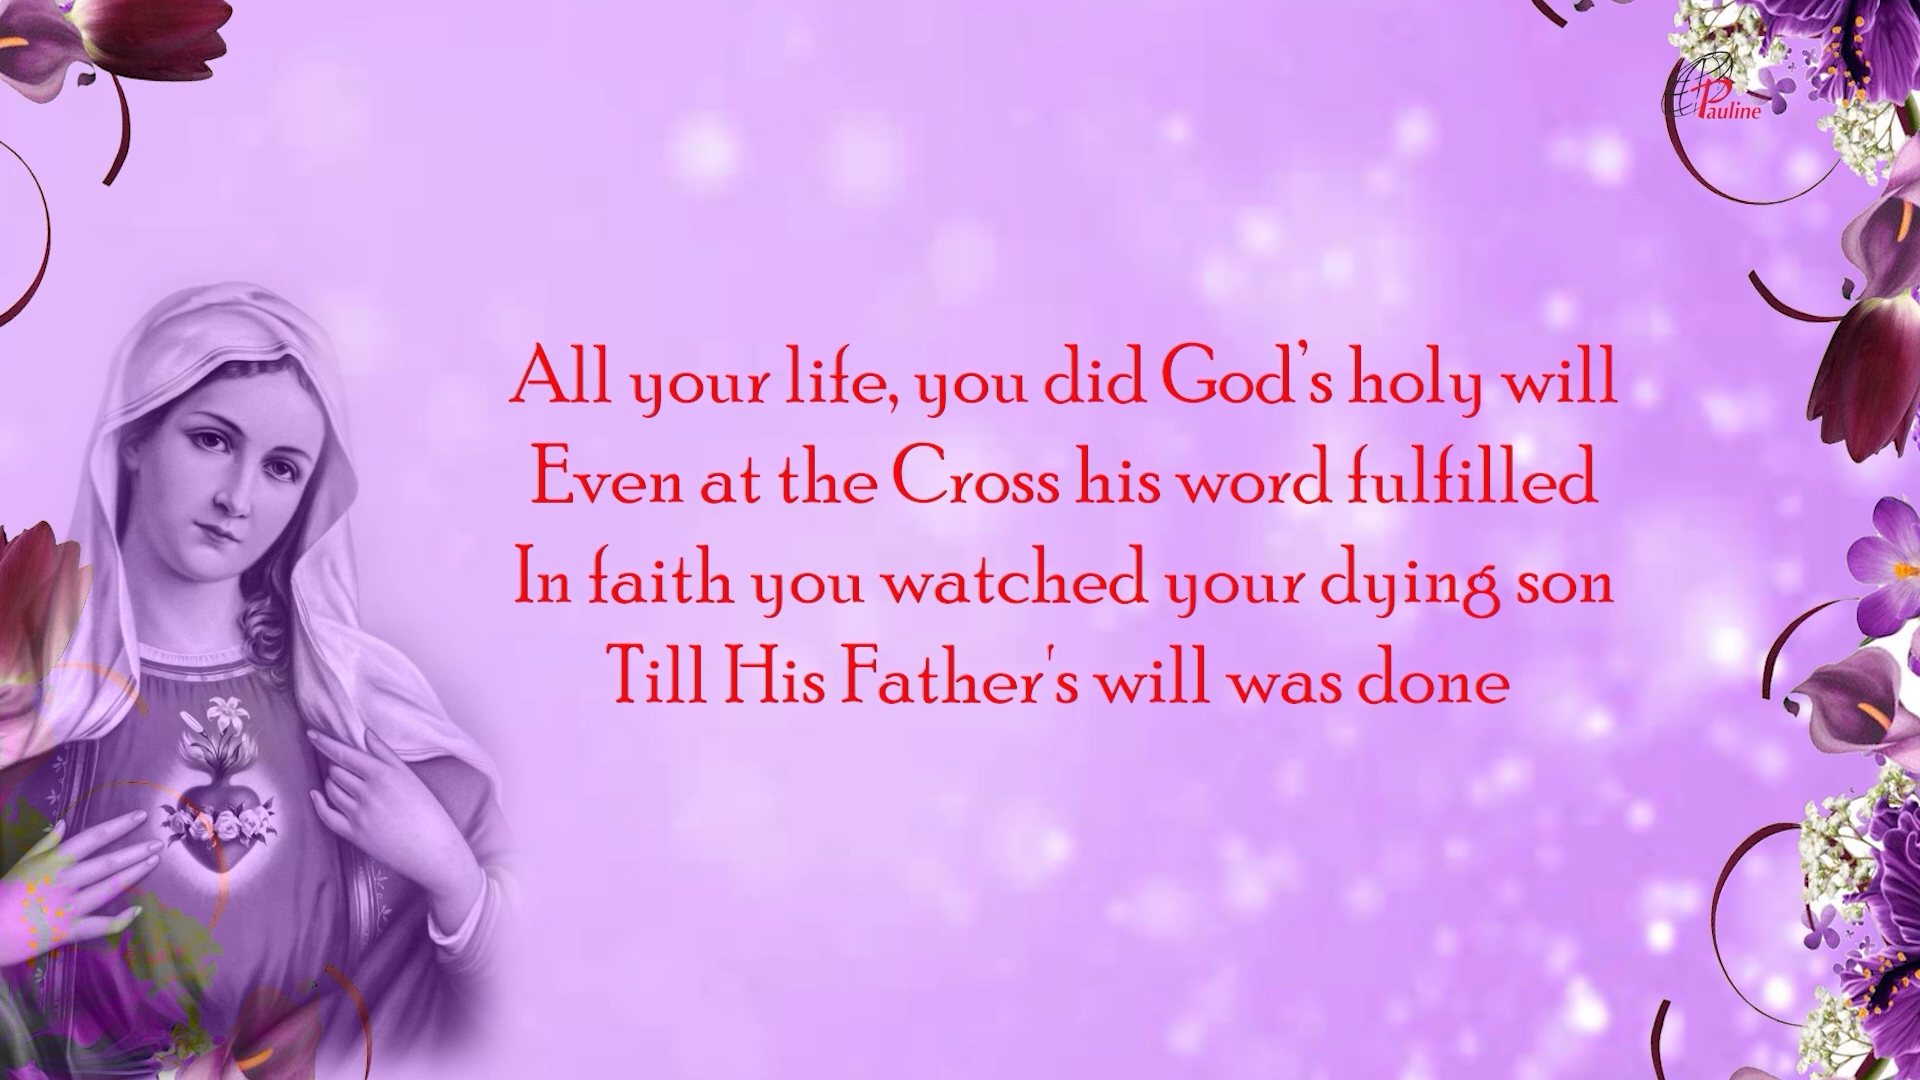 Pauline
All your life, you did God’s holy will
Even at the Cross his word fulfilled
In faith you watched your dying son
Till His Father's will was done